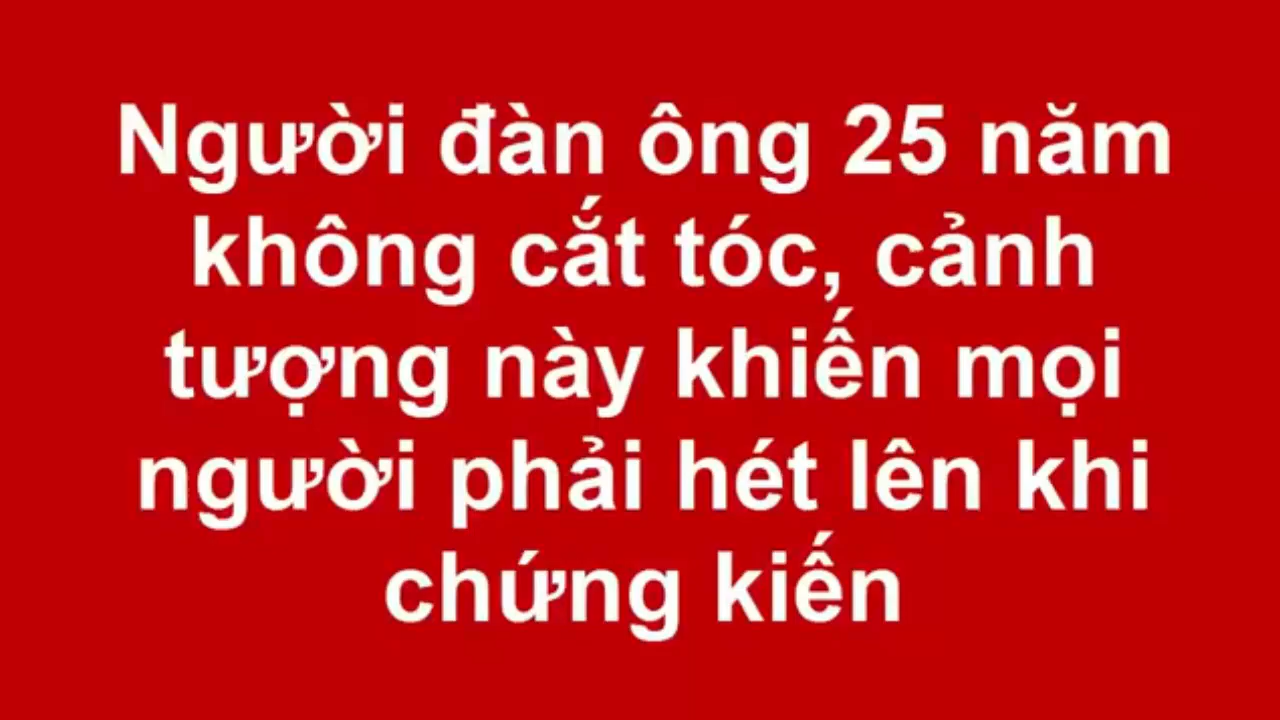 Người đàn ông 25 năm
không cắt tóc, cảnh
tượng này khiến mọi
người phải hét lên khi
chứng kiến